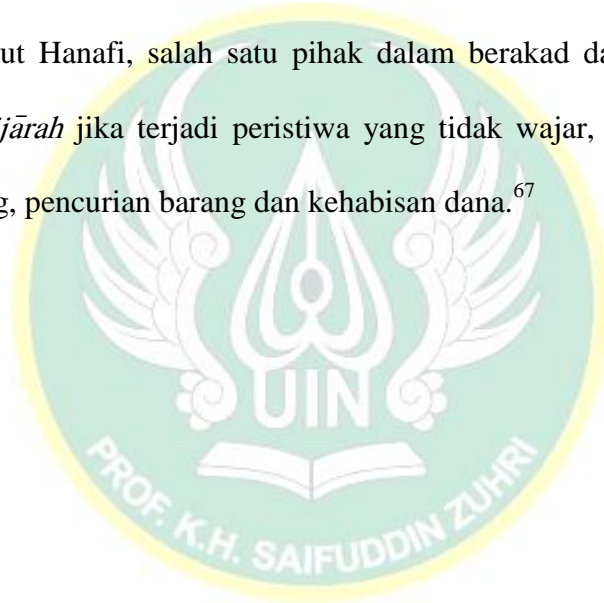 ut Hanafi, salah satu pihak dalam berakad da
ijārah jika terjadi peristiwa yang tidak wajar,
g, pencurian barang dan kehabisan dana.67
UIN
PROF. K.H. SAIFUDDIN ZUHRI